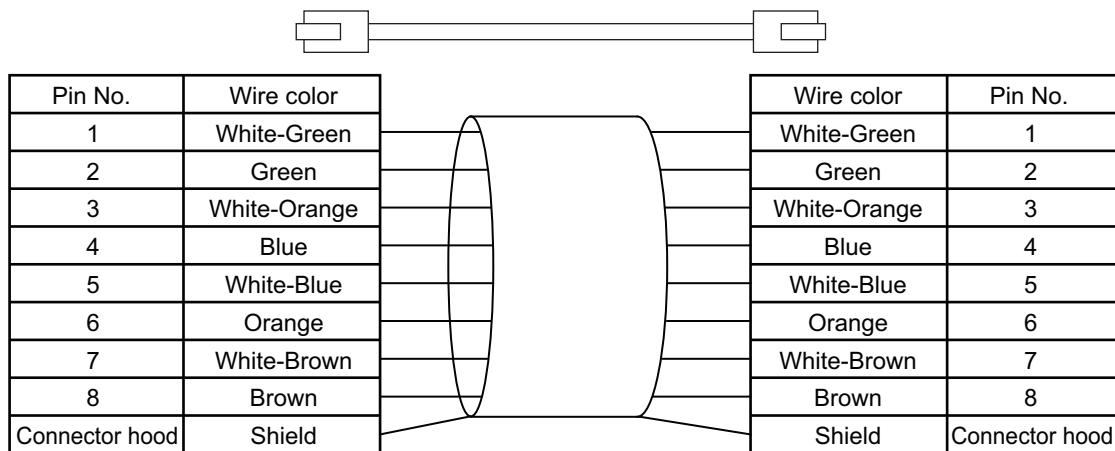 Pin No. Wire color Wire color Pin No.
1 White-Green White-Green 1
2 Green Green 2
3 White-Orange White-Orange 3
4 Blue Blue 4
5 White-Blue White-Blue 5
6 Orange Orange 6
7 White-Brown White-Brown 7
8 Brown Brown 8
Connector hood Shield Shield Connector hood